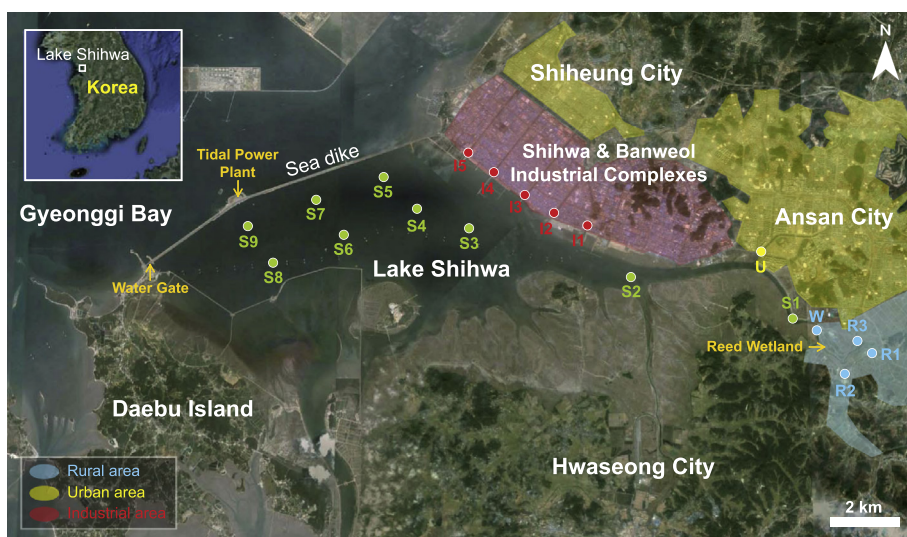 Lake Shihwa
Korea
N
Shiheung City
Tidal Power
Plant
Sea dike
Shihwa & Banweol
Industrial Complexes
I5
I4
I3
I2
I1
Gyeonggi Bay
S5
S7
S4
S9
S6
S3
S8
Ansan City
Lake Shihwa
U
Water Gate
S2
S1
W
R3
Reed Wetland
R1
R2
Daebu Island
Hwaseong City
Rural area
Urban area
Industrial area
2 km